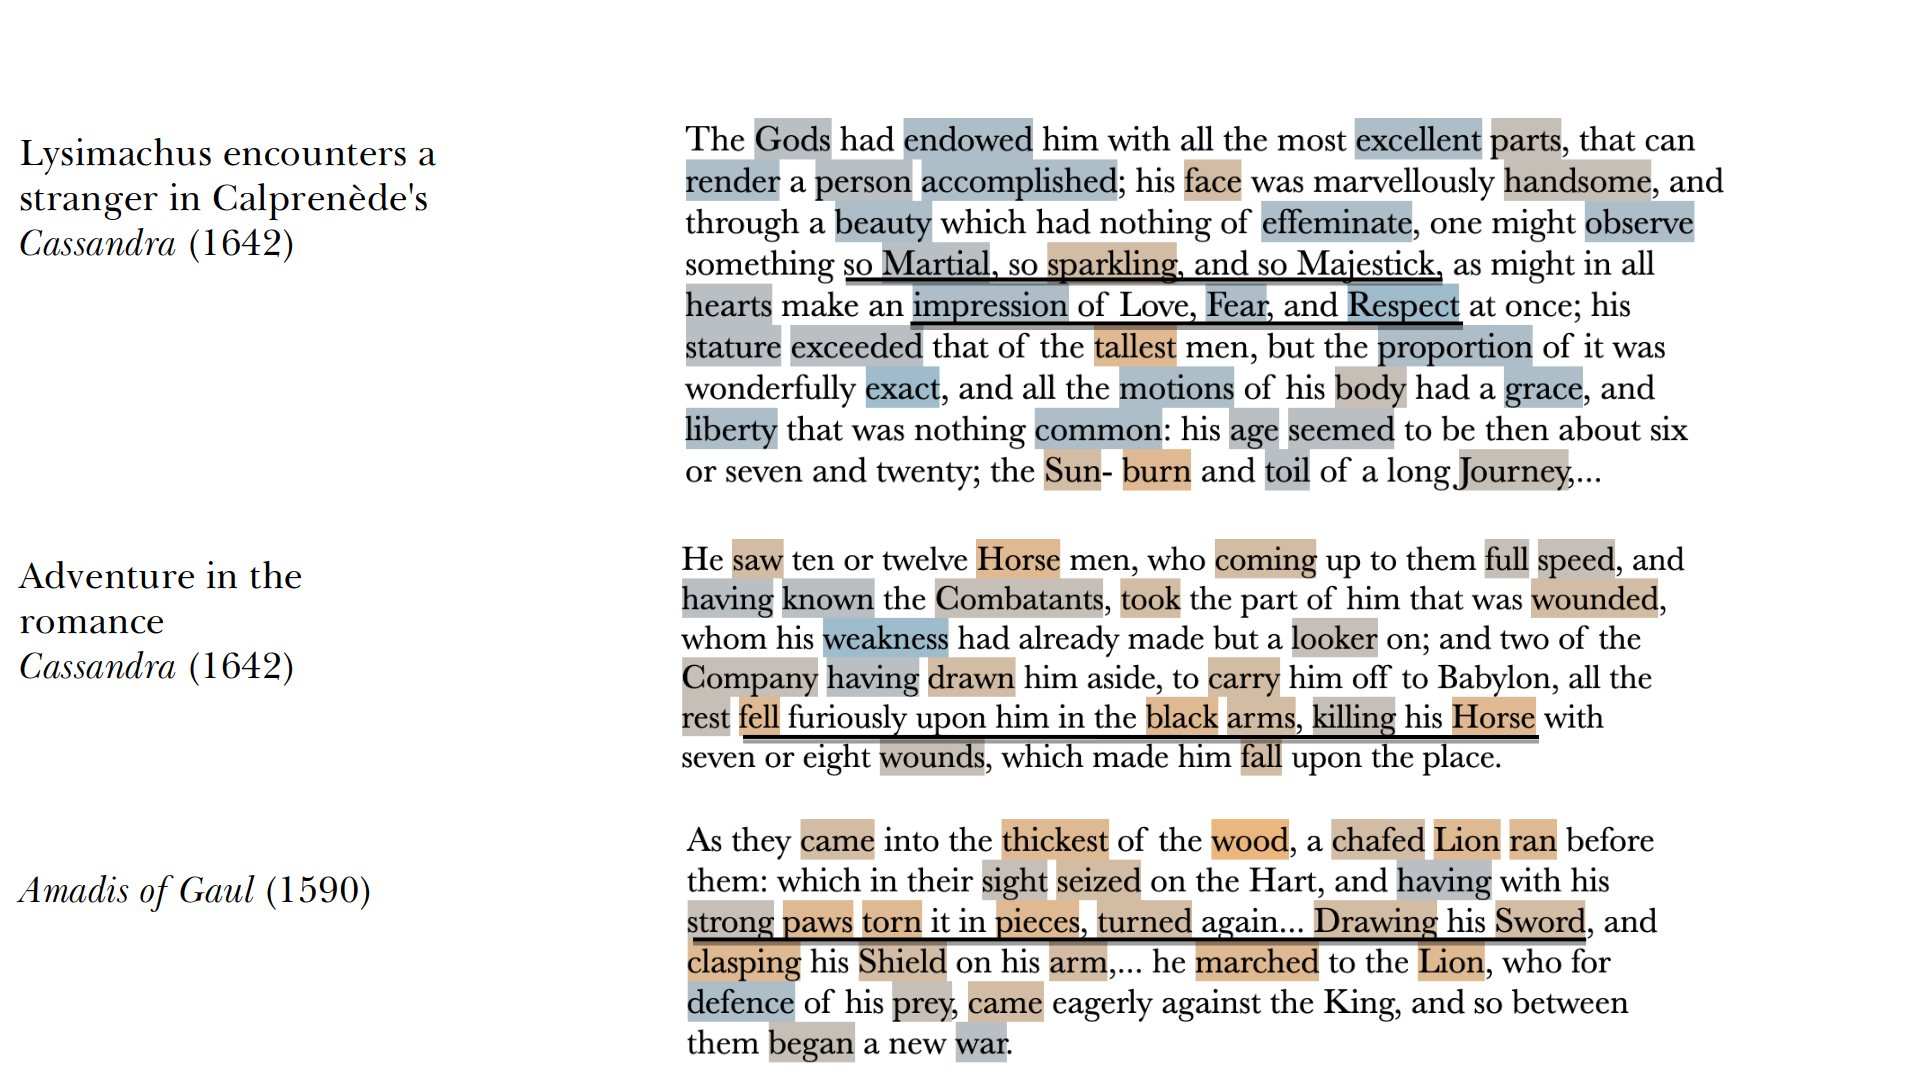 Lysimachus encounters a
stranger in Calprenède's
Cassandra (1642)
The Gods had endowed him with all the most excellent parts, that can
render a person accomplished; his face was marvellously handsome, and
through a beauty which had nothing of effeminate, one might observe
something so Martial, so sparkling, and so Majestick, as might in all
hearts make an impression of Love, Fear, and Respect at once; his
stature exceeded that of the tallest men, but the proportion of it was
wonderfully exact, and all the motions of his body had a grace, and
liberty that was nothing common: his age seemed to be then about six
or seven and twenty; the Sun- burn and toil of a long Journey,...
Adventure in the
romance
Cassandra (1642)
He saw ten or twelve Horse men, who coming up to them full speed, and
having known the Combatants, took the part of him that was wounded,
whom his weakness had already made but a looker on; and two of the
Company having drawn him aside, to carry him off to Babylon, all the
rest fell furiously upon him in the black arms, killing his Horse with
seven or eight wounds, which made him fall upon the place.
Amadis of Gaul (1590)
As they came into the thickest of the wood, a chafed Lion ran before
them: which in their sight seized on the Hart, and having with his
strong paws torn it in pieces, turned again... Drawing his Sword, and
clasping his Shield on his arm,... he marched to the Lion, who for
defence of his prey, came eagerly against the King, and so between
them began a new war.